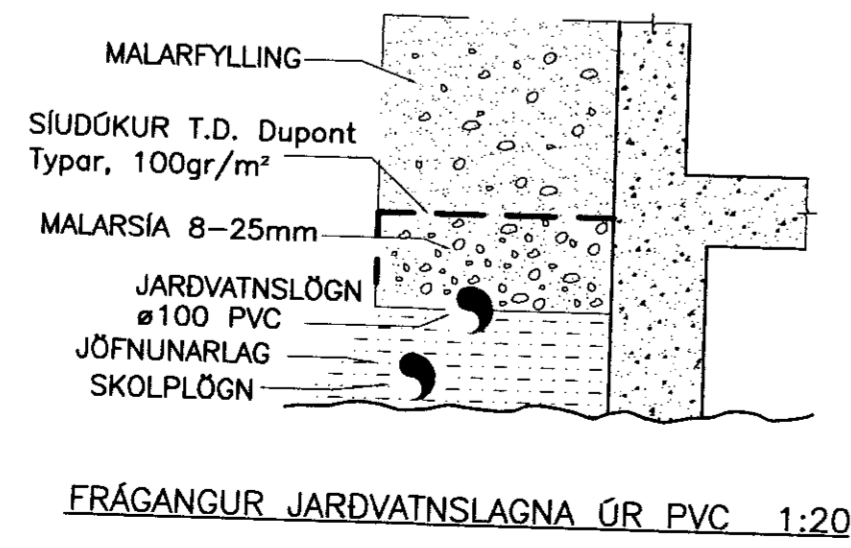 MALARFYLLING
SÍUDÚKUR T.D. Dupont
Typar, 100gr/m²
MALARSÍA 8-25mm
JARÐVATNSLÖGN
ø100 PVC
JÖFNUNARLAG
SKOLPLÖGN
FRÁGANGUR JARÐVATNSLAGNA ÚR PVC 1:20